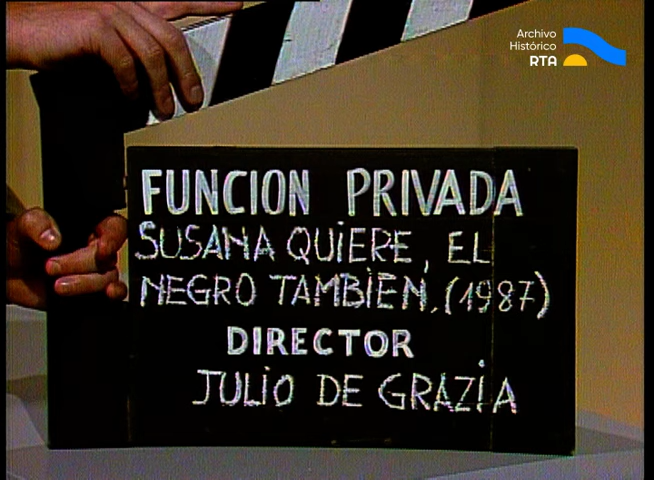 Archivo
Histórico
RTA
FUNCION PRIVADA
SUSANA QUiERE, EL
NEGRO TAMBiEN, (1987)
DIRECTOR
JULiO DE GRAZiA